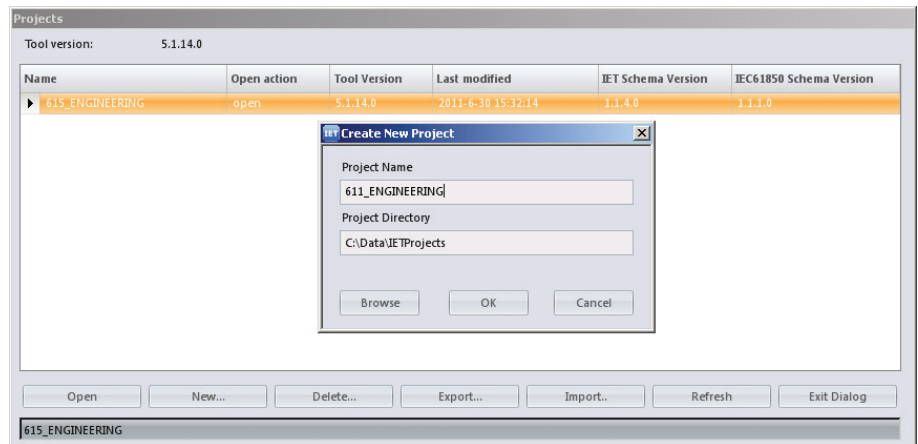 Projects
Tool version: 5.1.14.0
Name Open action Tool Version Last modified IET Schema Version IEC61850 Schema Version
615_ENGINEERING open 5.1.14.0 2011-6-30 15:32:14 1.1.4.0 1.1.1.0
IET Create New Project
Project Name
611_ENGINEERING
Project Directory
C:\Data\IETProjects
Browse OK Cancel
Open New... Delete... Export... Import.. Refresh Exit Dialog
615_ENGINEERING